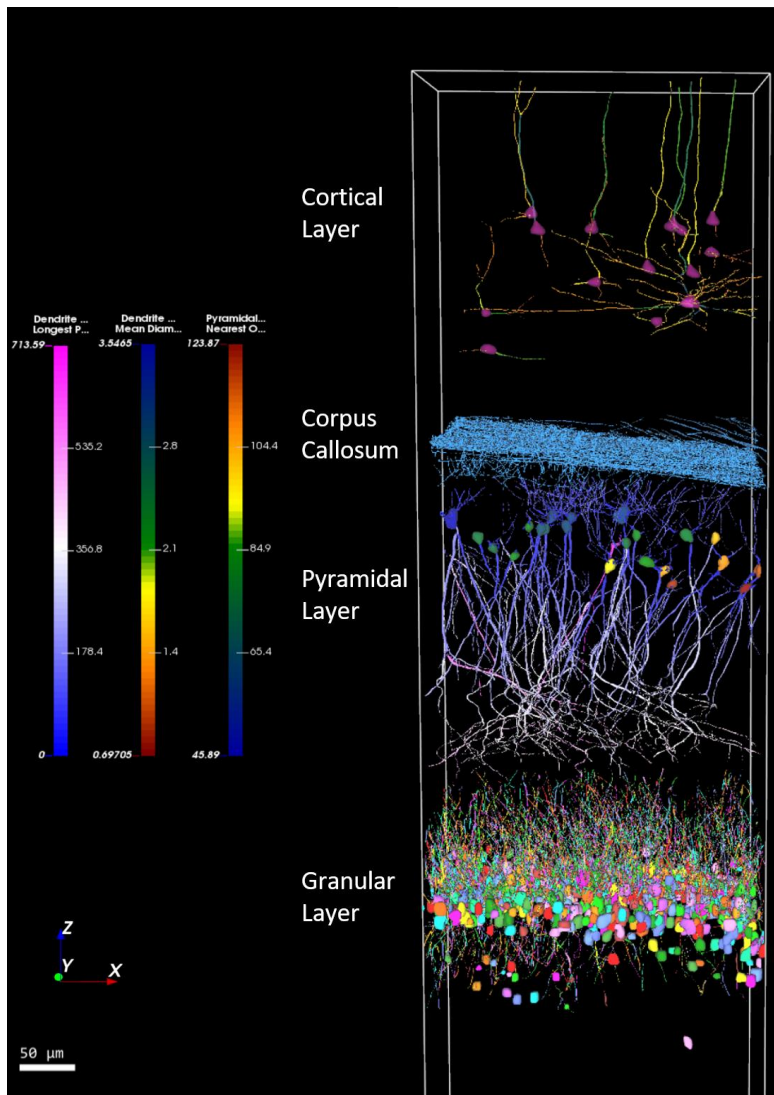 Cortical
Layer
Dendrite ...
Longest P...
713.59
535.2
356.8
178.4
0
Dendrite ...
Mean Diam...
3.5465
2.8
2.1
1.4
0.69705
Pyramidal...
Nearest O...
123.87
104.4
84.9
65.4
45.89
Corpus
Callosum
Pyramidal
Layer
Granular
Layer
Z
Y
X
50 μm